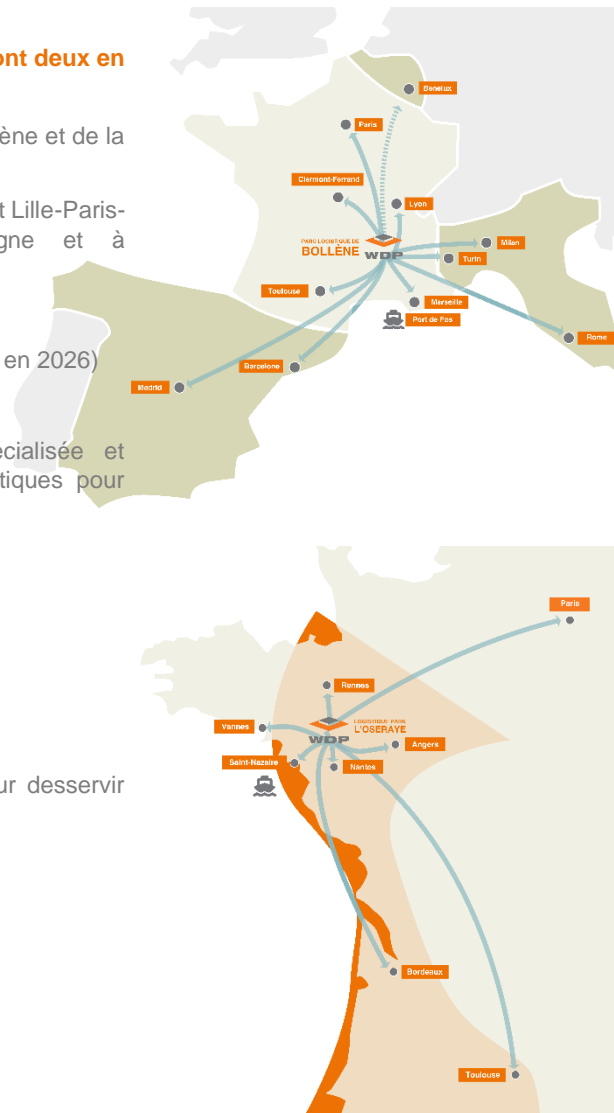 ont deux en
ène et de la
t Lille-Paris-
gne et à
en 2026)
écialisée et
tiques pour
Benelux
Paris
Clermont-Ferrand
Lyon
PARC LOGISTIQUE DE
BOLLÈNE
WDP
Milan
Turin
Toulouse
Marseille
Port de Fos
Rome
Barcelone
Madrid
ur desservir
Paris
Rennes
Vannes
LOGISTIQUE PARC
L'OSERAYE
WDP
Angers
Saint-Nazaire
Nantes
Bordeaux
Toulouse